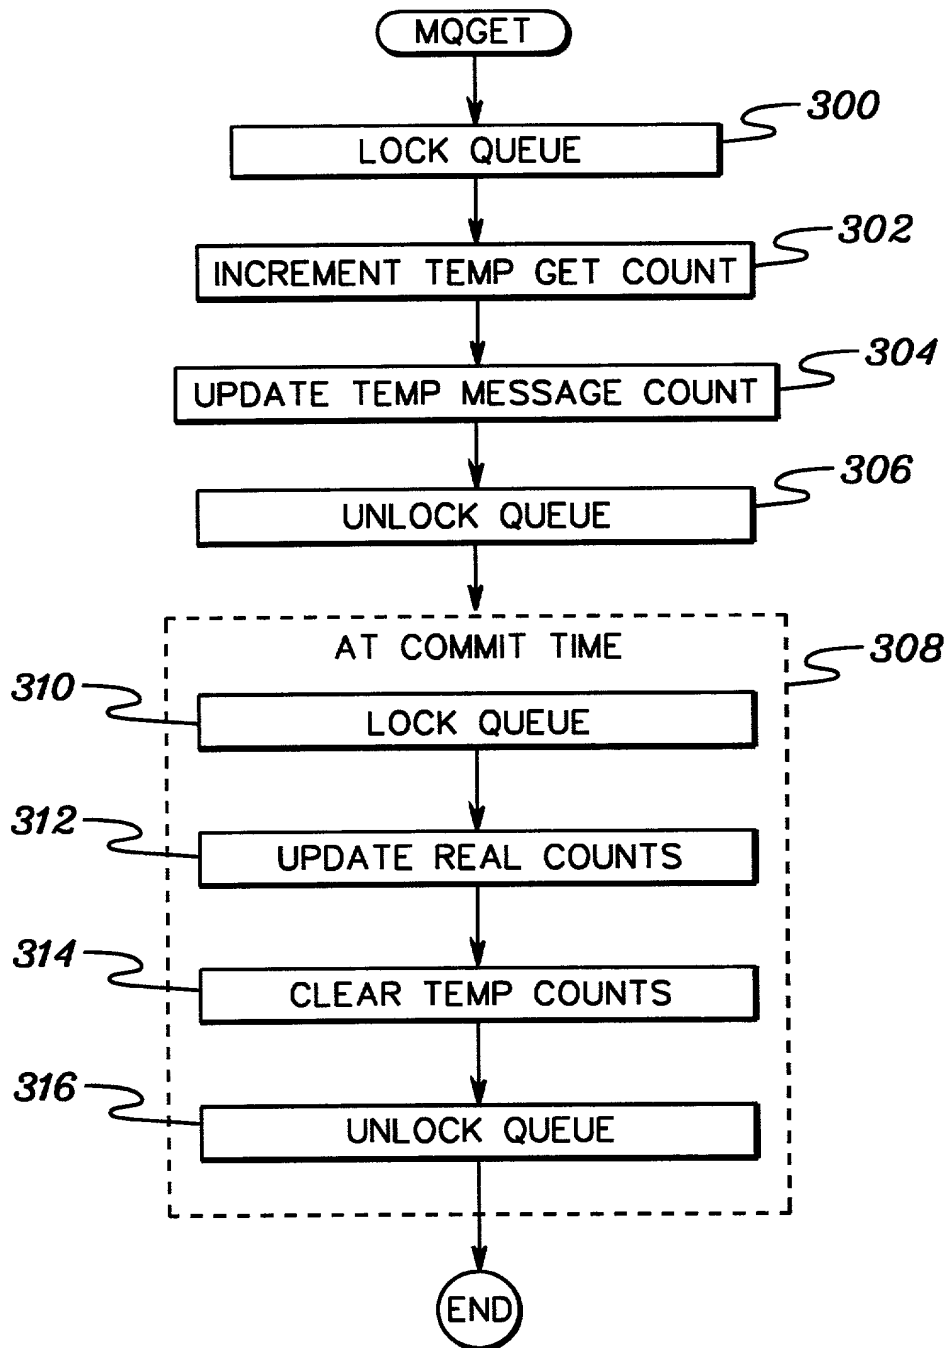 MQGET
300
LOCK QUEUE
302
INCREMENT TEMP GET COUNT
304
UPDATE TEMP MESSAGE COUNT
306
UNLOCK QUEUE
AT COMMIT TIME
308
310
LOCK QUEUE
312
UPDATE REAL COUNTS
314
CLEAR TEMP COUNTS
316
UNLOCK QUEUE
END